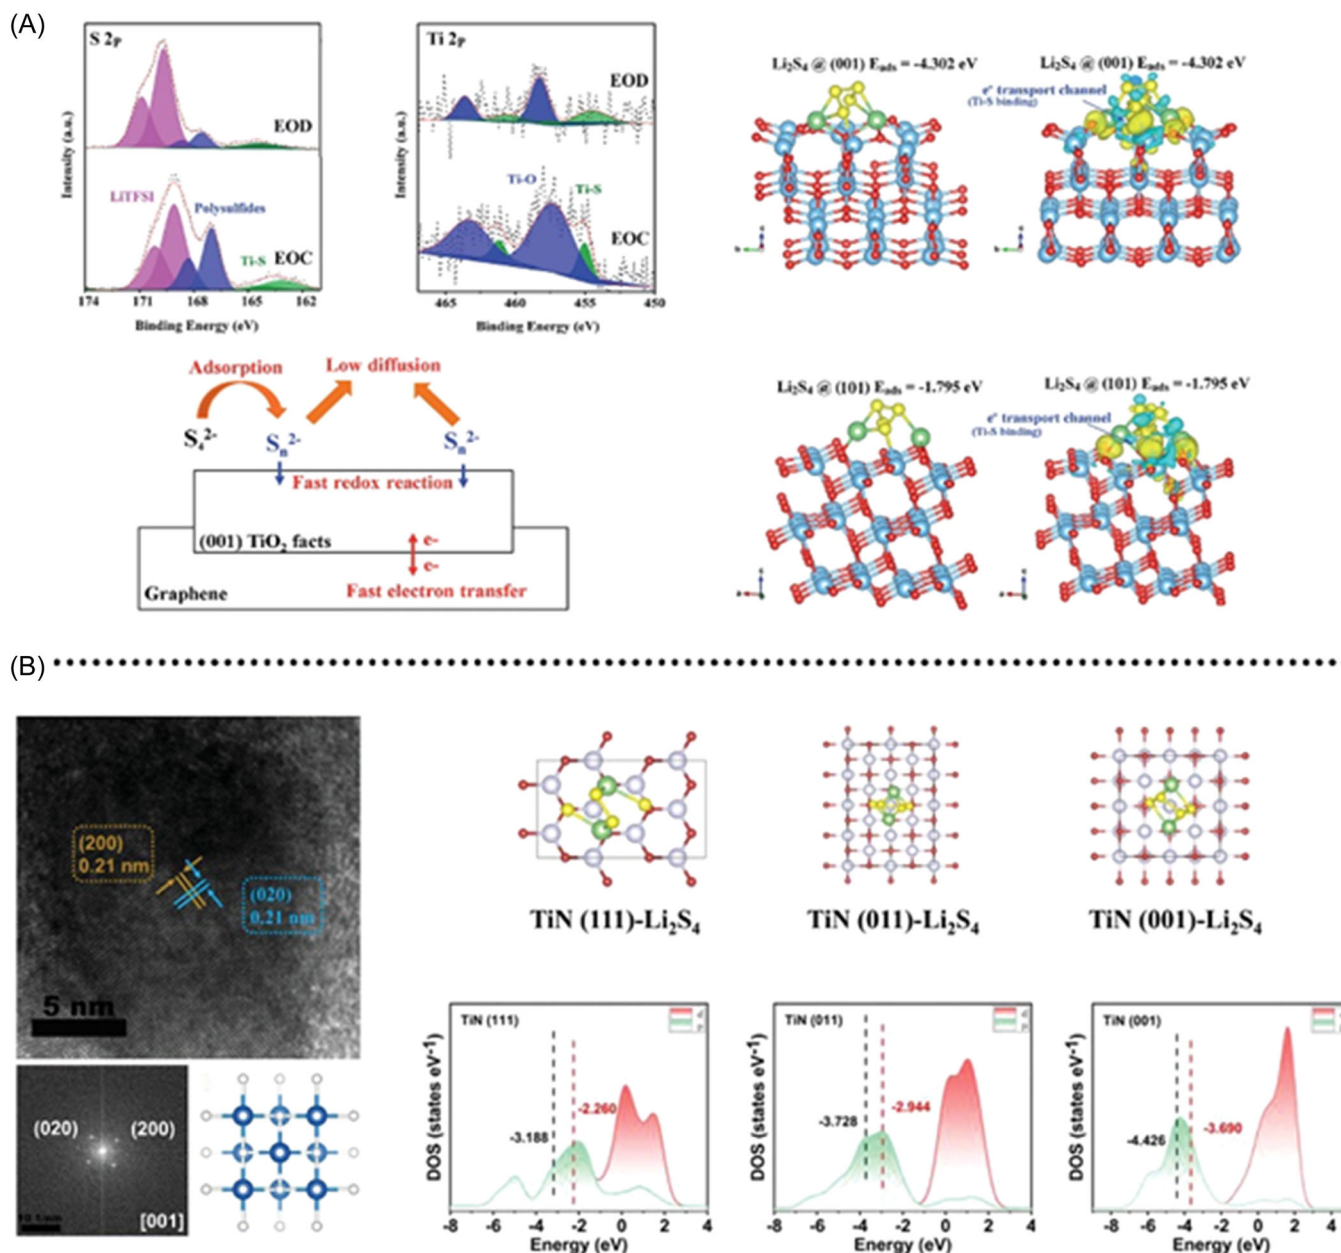 (A)
S 2p
EOD
LiTFSI
Polysulfides
Ti-S
EOC
Intensity (a.u.)
174 171 168 165 162
Binding Energy (eV)
Ti 2p
EOD
Ti-O
Ti-S
EOC
Intensity (a.u.)
465 460 455 450
Binding Energy (eV)
Li₂S₄ @ (001) Eads = -4.302 eV
Li₂S₄ @ (001) Eads = -4.302 eV
e⁻ transport channel
(Ti-S binding)
Adsorption
Low diffusion
S₄²⁻
Sₙ²⁻
Sₙ²⁻
Fast redox reaction
(001) TiO₂ facts
e-
e-
Graphene
Fast electron transfer
Li₂S₄ @ (101) Eads = -1.795 eV
Li₂S₄ @ (101) Eads = -1.795 eV
e⁻ transport channel
(Ti-S binding)
(B)
(200)
0.21 nm
(020)
0.21 nm
5 nm
(020)
(200)
[001]
TiN (111)-Li₂S₄
TiN (011)-Li₂S₄
TiN (001)-Li₂S₄
TiN (111)
d
p
-2.260
-3.188
DOS (states eV⁻¹)
-8 -6 -4 -2 0 2 4
Energy (eV)
TiN (011)
d
p
-2.944
-3.728
DOS (states eV⁻¹)
-8 -6 -4 -2 0 2 4
Energy (eV)
TiN (001)
-3.690
-4.426
DOS (states eV⁻¹)
-8 -6 -4 -2 0 2 4
Energy (eV)